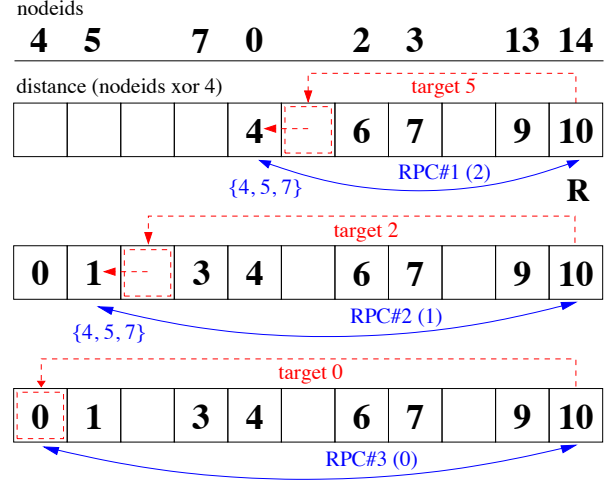 nodeids
4 5 7 0 2 3 13 14
distance (nodeids xor 4)
target 5
4 6 7 9 10
RPC#1 (2)
{4, 5, 7}
R
target 2
0 1 3 4 6 7 9 10
RPC#2 (1)
{4, 5, 7}
target 0
0 1 3 4 6 7 9 10
RPC#3 (0)